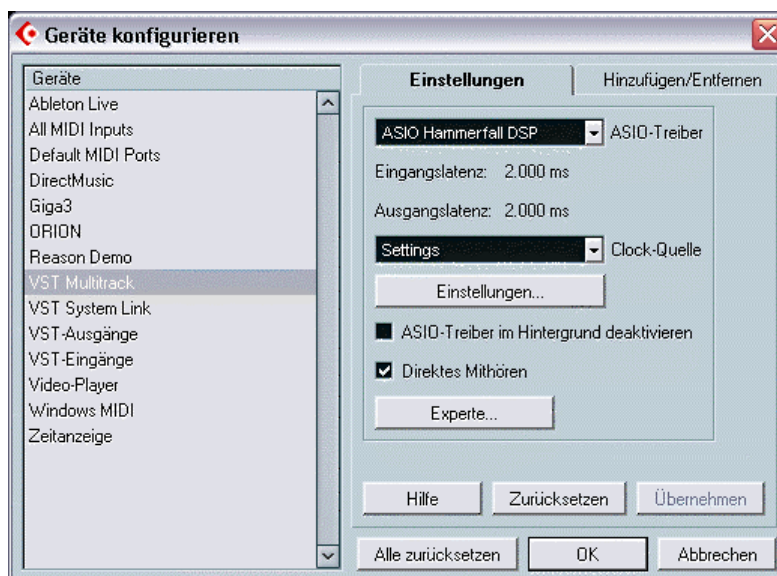 Geräte konfigurieren
Geräte
Ableton Live
All MIDI Inputs
Default MIDI Ports
DirectMusic
Giga3
ORION
Reason Demo
VST Multitrack
VST System Link
VST-Ausgänge
VST-Eingänge
Video-Player
Windows MIDI
Zeitanzeige
Einstellungen
Hinzufügen/Entfernen
ASIO Hammerfall DSP ASIO-Treiber
Eingangslatenz: 2.000 ms
Ausgangslatenz: 2.000 ms
Settings Clock-Quelle
Einstellungen...
ASIO-Treiber im Hintergrund deaktivieren
Direktes Mithören
Experte...
Hilfe Zurücksetzen Übernehmen
Alle zurücksetzen OK Abbrechen